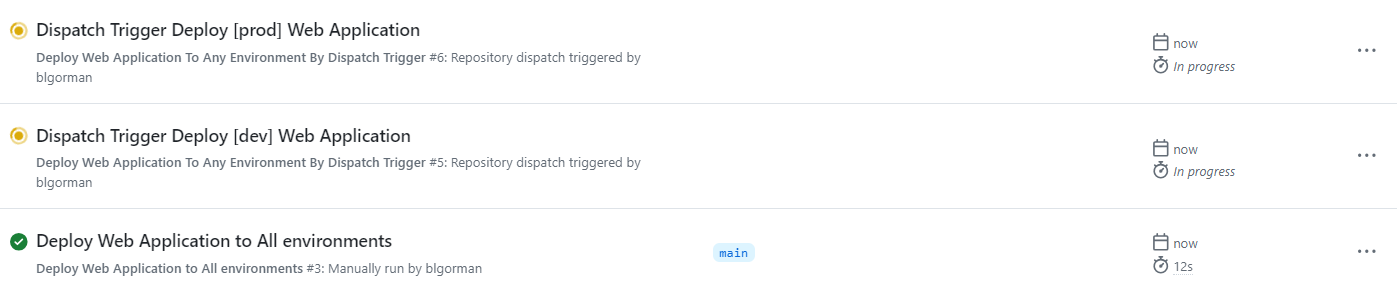 Dispatch Trigger Deploy [prod] Web Application
Deploy Web Application To Any Environment By Dispatch Trigger #6: Repository dispatch triggered by
blgorman
now
In progress
Dispatch Trigger Deploy [dev] Web Application
Deploy Web Application To Any Environment By Dispatch Trigger #5: Repository dispatch triggered by
blgorman
now
In progress
Deploy Web Application to All environments
Deploy Web Application to All environments #3: Manually run by blgorman
main
now
12s